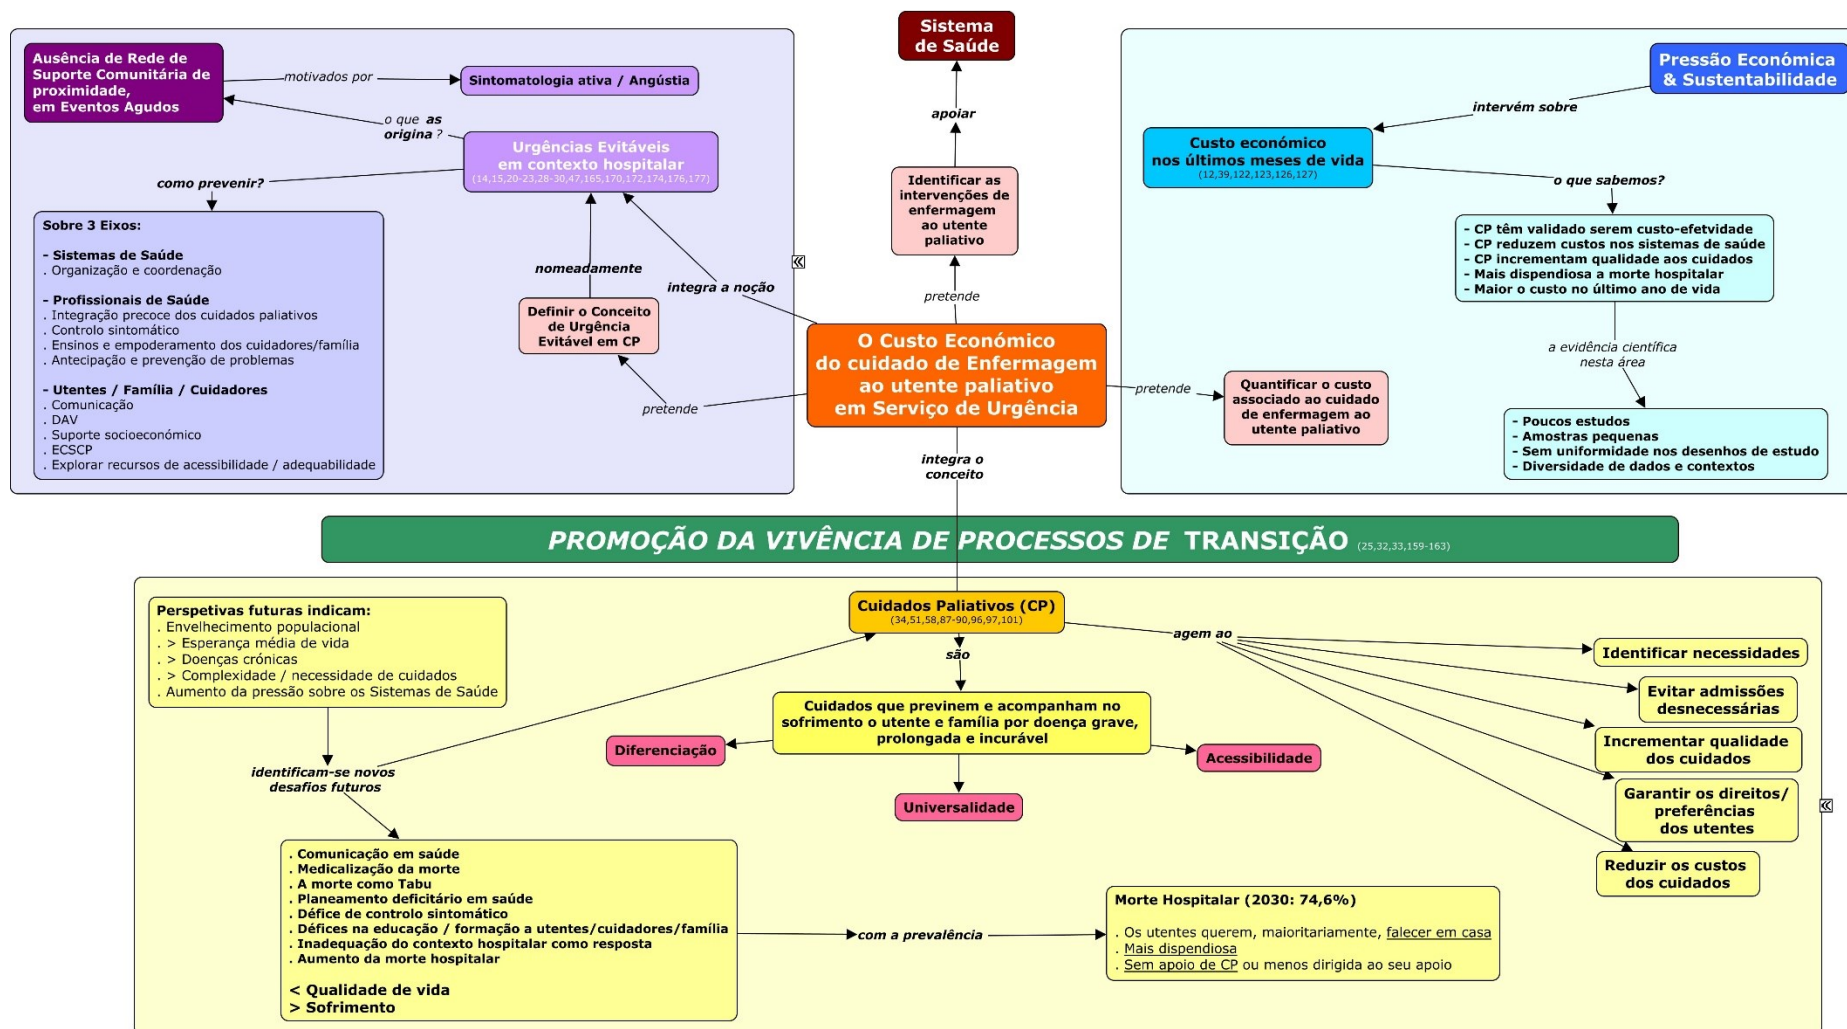 Sistema
de Saúde
apoiar
Identificar as
intervenções de
enfermagem
ao utente
paliativo
pretende
Ausência de Rede de
Suporte Comunitária de
proximidade,
em Eventos Agudos
motivados por
Sintomatologia ativa / Angústia
o que as
origina ?
Urgências Evitáveis
em contexto hospitalar
(14,15,20-23,28-30,47,165,170,172,174,176,177)
como prevenir?
Sobre 3 Eixos:
- Sistemas de Saúde
. Organização e coordenação
- Profissionais de Saúde
. Integração precoce dos cuidados paliativos
. Controlo sintomático
. Ensinos e empoderamento dos cuidadores/família
. Antecipação e prevenção de problemas
- Utentes / Família / Cuidadores
. Comunicação
. DAV
. Suporte socioeconómico
. ECSCP
. Explorar recursos de acessibilidade / adequabilidade
nomeadamente
integra a noção
Definir o Conceito
de Urgência
Evitável em CP
pretende
O Custo Económico
do cuidado de Enfermagem
ao utente paliativo
em Serviço de Urgência
pretende
Quantificar o custo
associado ao cuidado
de enfermagem ao
utente paliativo
Pressão Económica
& Sustentabilidade
intervém sobre
Custo económico
nos últimos meses de vida
(12,39,122,123,126,127)
o que sabemos?
- CP têm validado serem custo-efetvidade
- CP reduzem custos nos sistemas de saúde
- CP incrementam qualidade aos cuidados
- Mais dispendiosa a morte hospitalar
- Maior o custo no último ano de vida
a evidência científica
nesta área
- Poucos estudos
- Amostras pequenas
- Sem uniformidade nos desenhos de estudo
- Diversidade de dados e contextos
integra o
conceito
PROMOÇÃO DA VIVÊNCIA DE PROCESSOS DE TRANSIÇÃO (25,32,33,159-163)
Perspetivas futuras indicam:
. Envelhecimento populacional
. > Esperança média de vida
. > Doenças crónicas
. > Complexidade / necessidade de cuidados
. Aumento da pressão sobre os Sistemas de Saúde
identificam-se novos
desafios futuros
Cuidados Paliativos (CP)
(34,51,58,87-90,96,97,101)
são
Cuidados que previnem e acompanham no
sofrimento o utente e família por doença grave,
prolongada e incurável
Diferenciação
Universalidade
Acessibilidade
agem ao
Identificar necessidades
Evitar admissões
desnecessárias
Incrementar qualidade
dos cuidados
Garantir os direitos/
preferências
dos utentes
Reduzir os custos
dos cuidados
. Comunicação em saúde
. Medicalização da morte
. A morte como Tabu
. Planeamento deficitário em saúde
. Défice de controlo sintomático
. Défices na educação / formação a utentes/cuidadores/família
. Inadequação do contexto hospitalar como resposta
. Aumento da morte hospitalar
< Qualidade de vida
> Sofrimento
com a prevalência
Morte Hospitalar (2030: 74,6%)
. Os utentes querem, maioritariamente, falecer em casa
. Mais dispendiosa
. Sem apoio de CP ou menos dirigida ao seu apoio